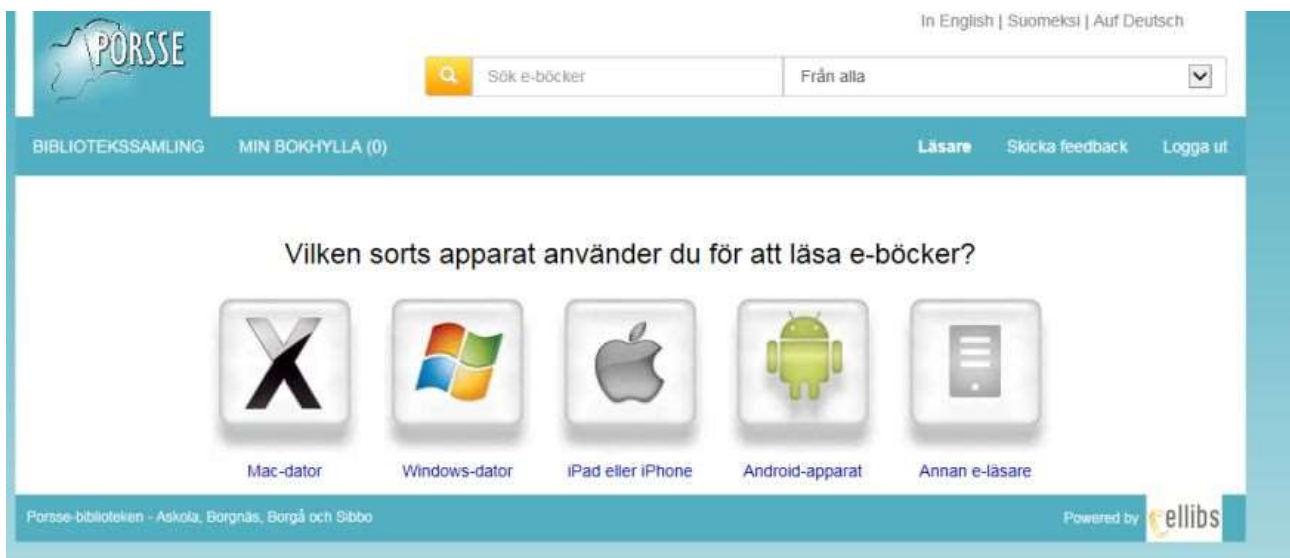 In English | Suomeksi | Auf Deutsch
PORSSE
Sök e-böcker
Från alla
BIBLIOTEKSSAMLING MIN BOKHYLLA (0) Läsare Skicka feedback Logga ut
Vilken sorts apparat använder du för att läsa e-böcker?
Mac-dator Windows-dator iPad eller iPhone Android-apparat Annan e-läsare
Porsse-biblioteken - Askola, Borgnäs, Borgå och Sibbo Powered by ellibs